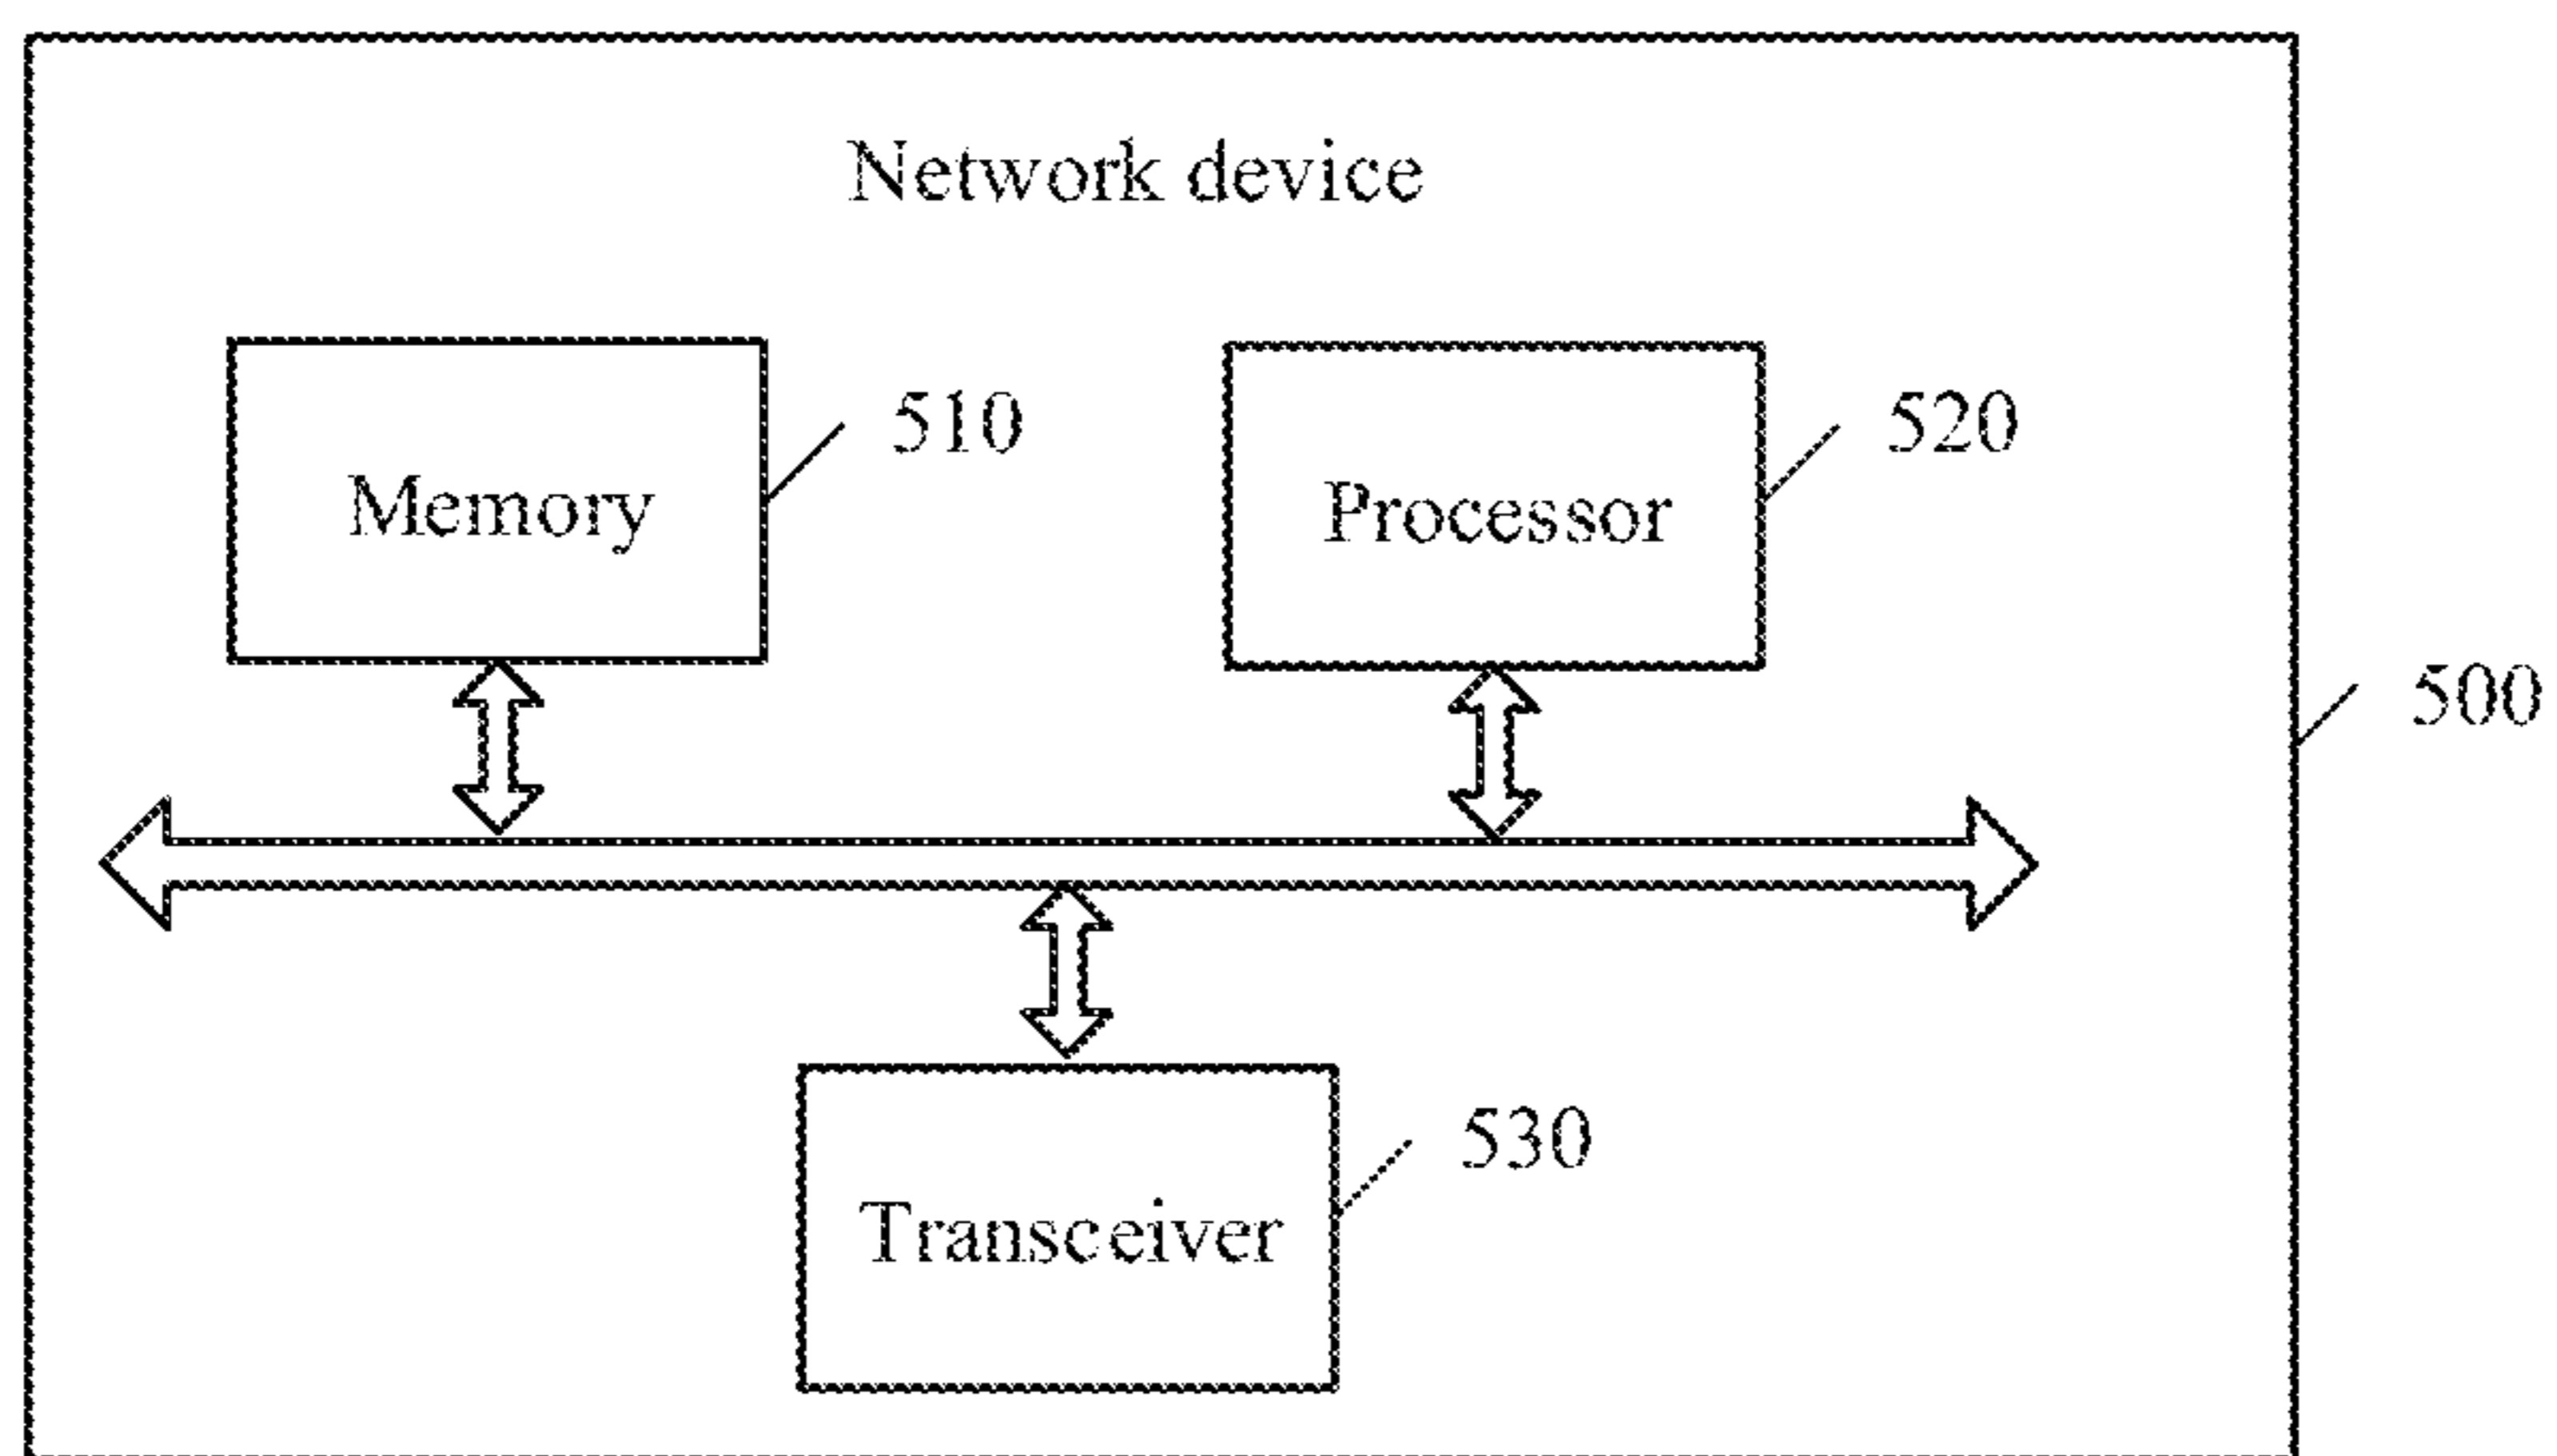 Network device
510
520
Memory
Processor
500
530
Transceiver